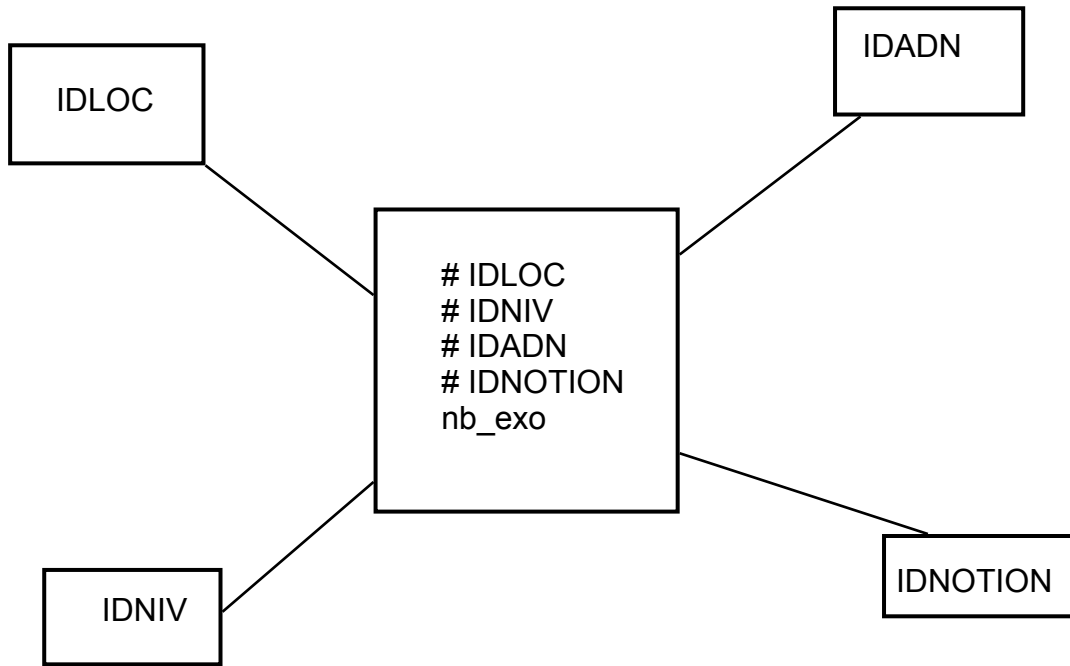 IDADN
IDLOC
# IDLOC
# IDNIV
# IDADN
# IDNOTION
nb_exo
IDNOTION
IDNIV